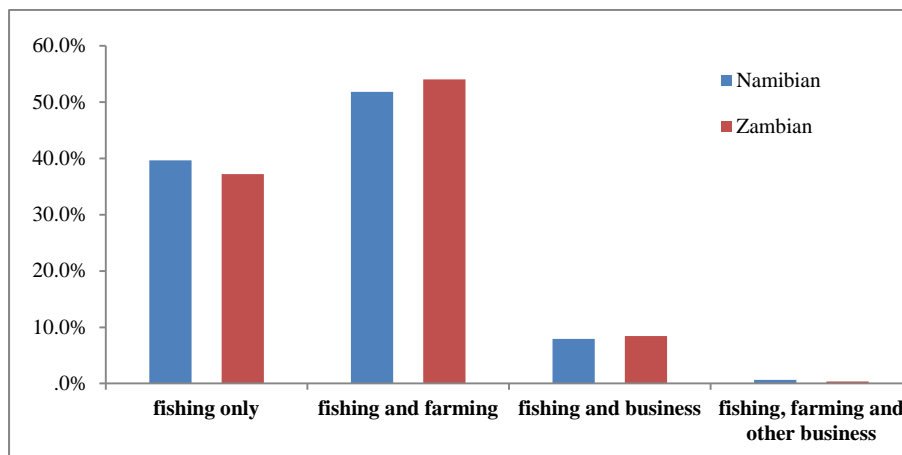 60.0%
50.0%
40.0%
30.0%
20.0%
10.0%
.0%
Namibian
Zambian
fishing only
fishing and farming
fishing and business
fishing, farming and
other business